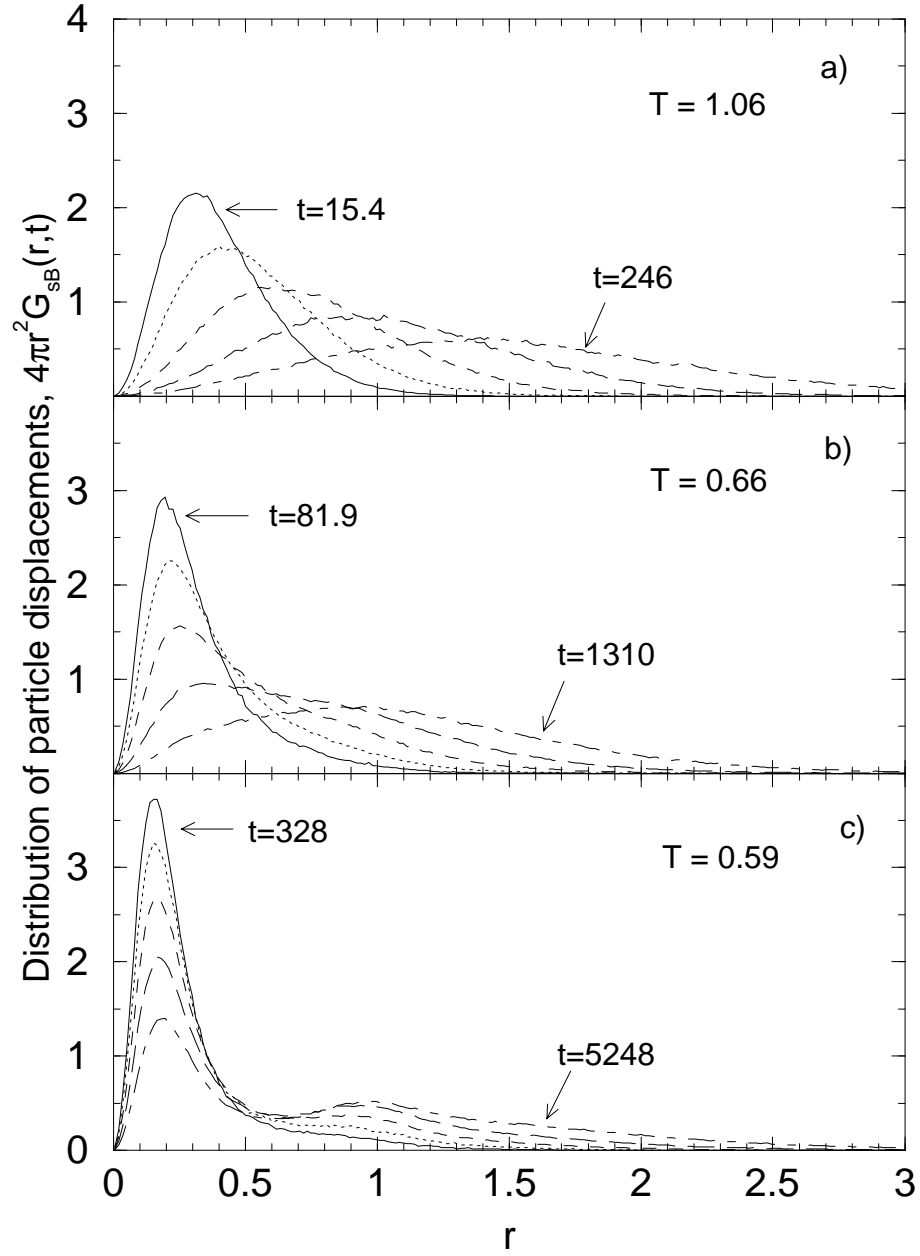 Distribution of particle displacements, 4πr²G_sB(r,t)
4
3
2
1
0
a)
T = 1.06
t=15.4
t=246
3
2
1
0
b)
T = 0.66
t=81.9
t=1310
3
2
1
0
c)
T = 0.59
t=328
t=5248
0 0.5 1 1.5 2 2.5 3
r